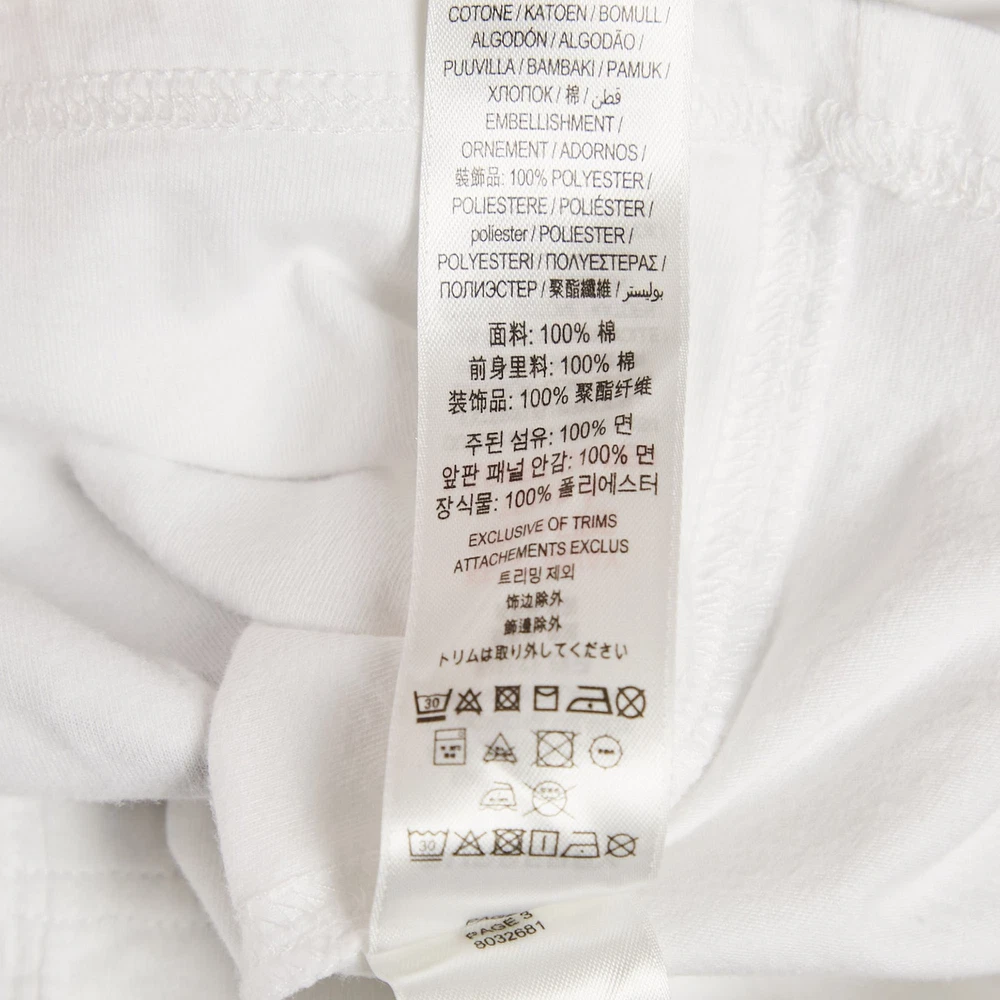 COTONE / KATOEN / BOMULL /
ALGODÓN / ALGODÃO /
PUUVILLA / BAMBAKI / PAMUK /
ХЛОПОК / 棉 / قطن
EMBELLISHMENT /
ORNEMENT / ADORNOS /
裝飾品: 100% POLYESTER /
POLIESTERE / POLIÉSTER /
poliester / POLIESTER /
POLYESTERI / ΠΟΛΥΕΣΤΕΡΑΣ /
ПОЛИЭСТЕР / 聚酯纖維 / بوليستر
面料: 100% 棉
前身里料: 100% 棉
装饰品: 100% 聚酯纤维
주된 섬유: 100% 면
앞판 패널 안감: 100% 면
장식물: 100% 폴리에스터
EXCLUSIVE OF TRIMS
ATTACHEMENTS EXCLUS
트리밍 제외
饰边除外
飾邊除外
トリムは取り外してください
30
30
PAGE 3
8032681